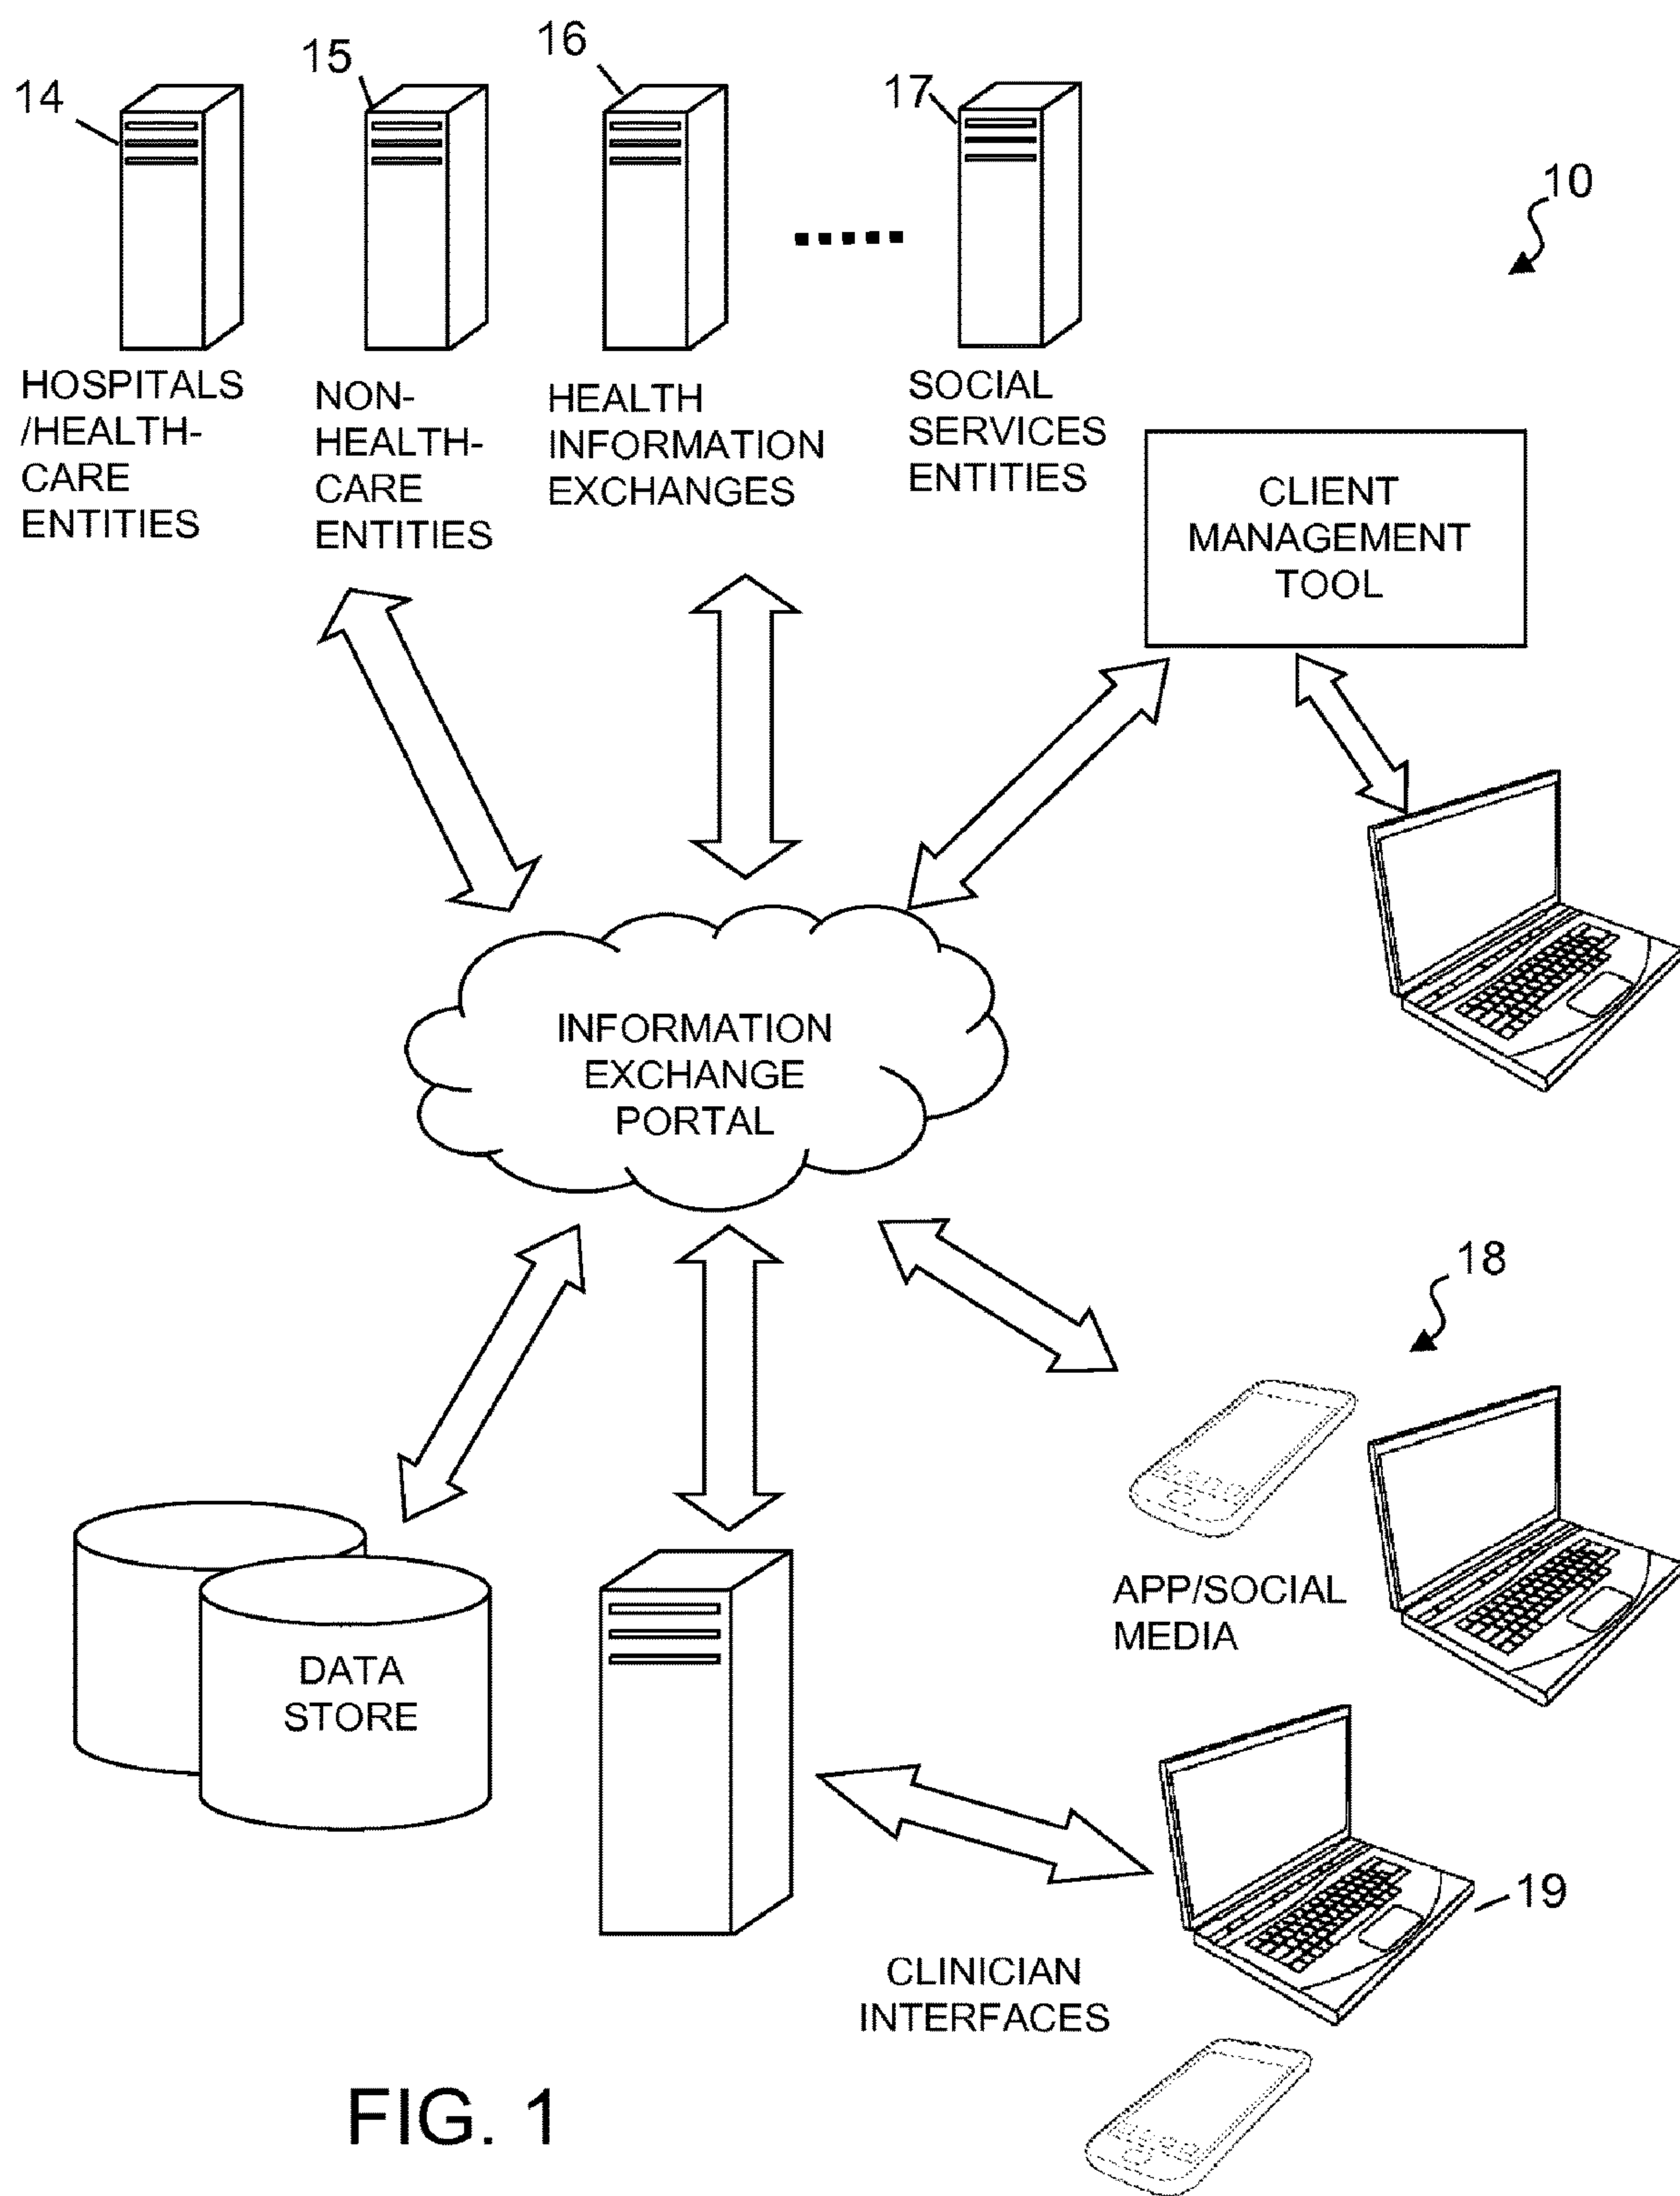 14
15
16
17
10
HOSPITALS
/HEALTH-
CARE
ENTITIES
NON-
HEALTH-
CARE
ENTITIES
HEALTH
INFORMATION
EXCHANGES
SOCIAL
SERVICES
ENTITIES
CLIENT
MANAGEMENT
TOOL
INFORMATION
EXCHANGE
PORTAL
18
APP/SOCIAL
MEDIA
DATA
STORE
19
CLINICIAN
INTERFACES
FIG. 1